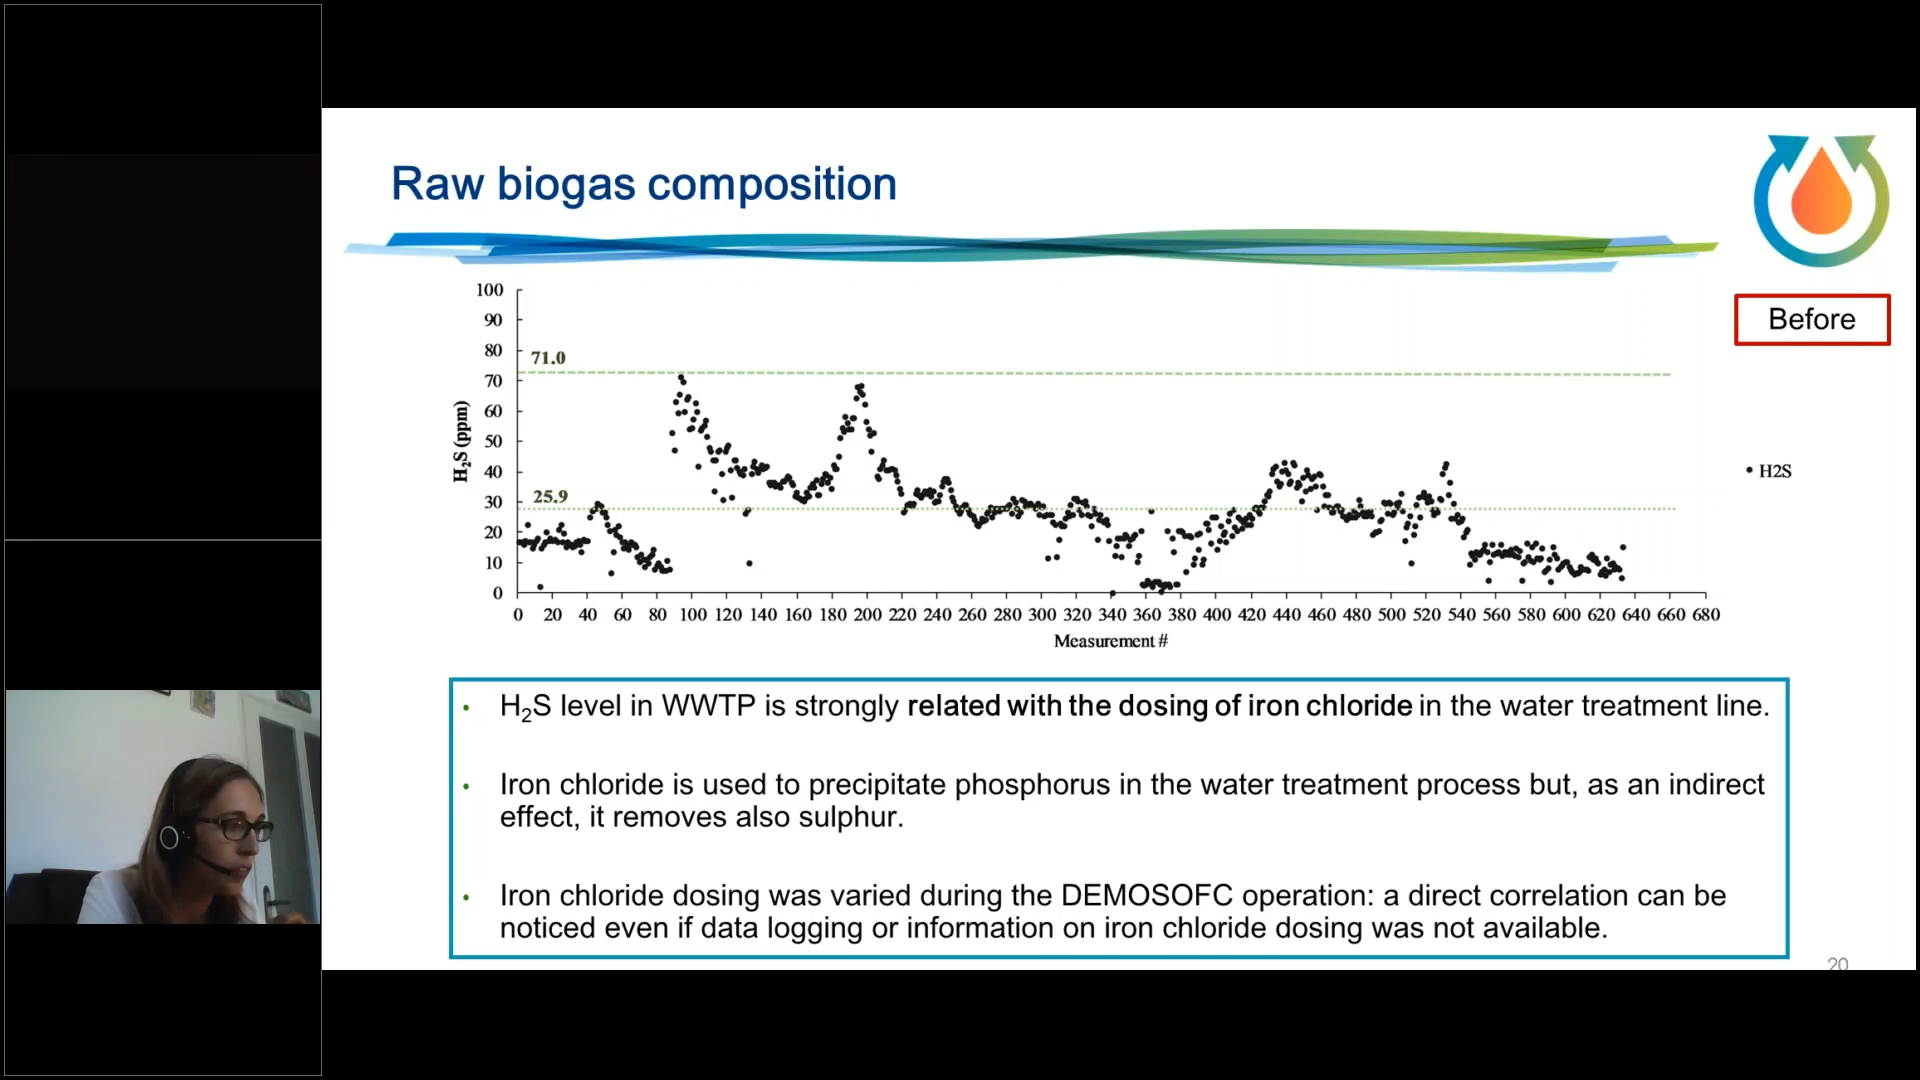 Raw biogas composition
Before
100
90
80
70
60
50
40
30
20
10
0
71.0
25.9
H₂S (ppm)
0 20 40 60 80 100 120 140 160 180 200 220 240 260 280 300 320 340 360 380 400 420 440 460 480 500 520 540 560 580 600 620 640 660 680
Measurement #
H2S
• H₂S level in WWTP is strongly related with the dosing of iron chloride in the water treatment line.
• Iron chloride is used to precipitate phosphorus in the water treatment process but, as an indirect
effect, it removes also sulphur.
• Iron chloride dosing was varied during the DEMOSOFC operation: a direct correlation can be
noticed even if data logging or information on iron chloride dosing was not available.
20